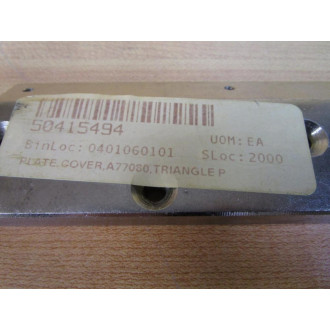 50415494
BinLoc: 0401060101
UOM: EA
SLoc: 2000
PLATE,COVER,A77080,TRIANGLE P